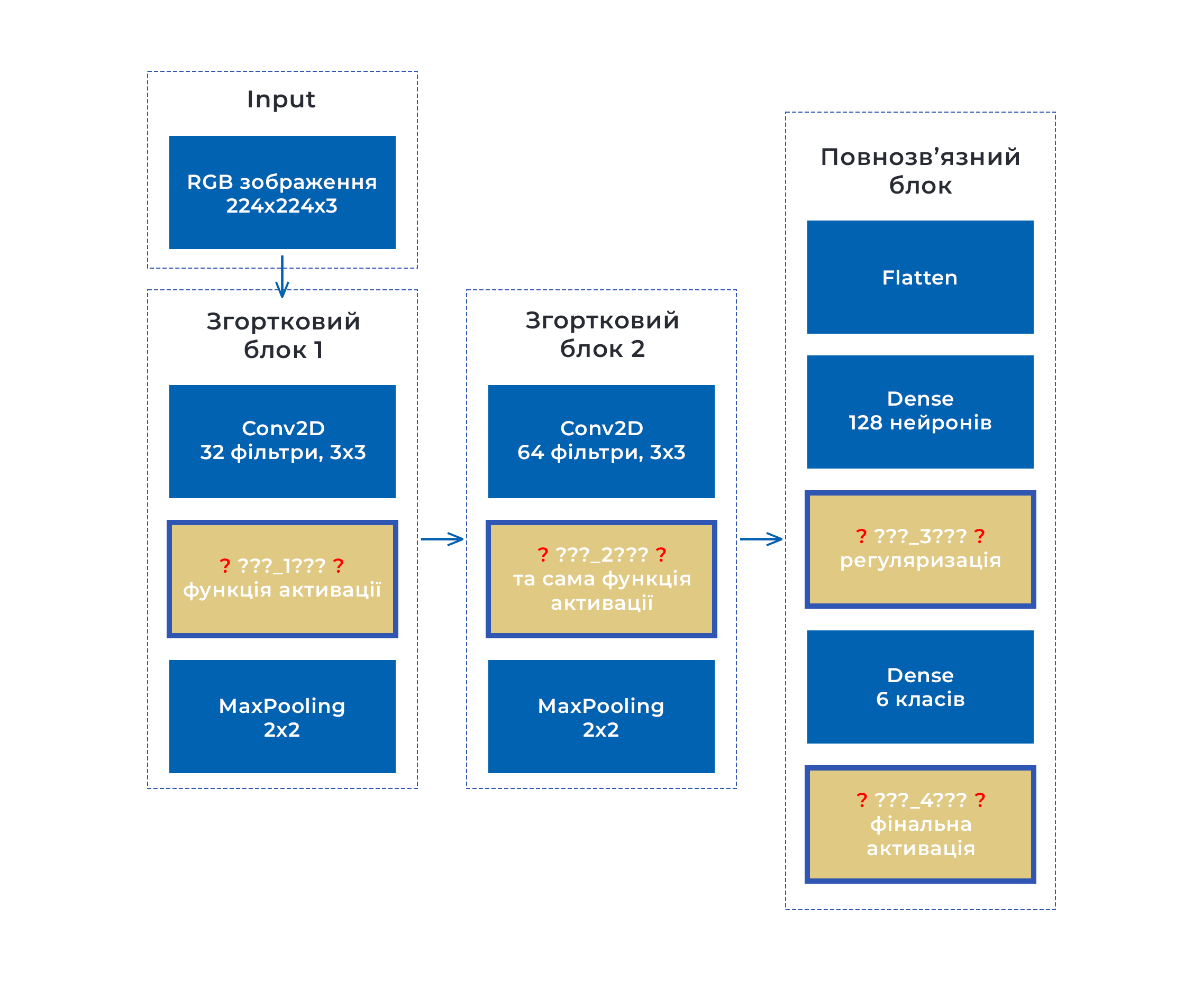 Input
RGB зображення
224x224x3
Згортковий
блок 1
Conv2D
32 фільтри, 3x3
? ???_1??? ?
функція активації
MaxPooling
2x2
Згортковий
блок 2
Conv2D
64 фільтри, 3x3
? ???_2??? ?
та сама функція
активації
MaxPooling
2x2
Повнозв’язний
блок
Flatten
Dense
128 нейронів
? ???_3??? ?
регуляризація
Dense
6 класів
? ???_4??? ?
фінальна
активація